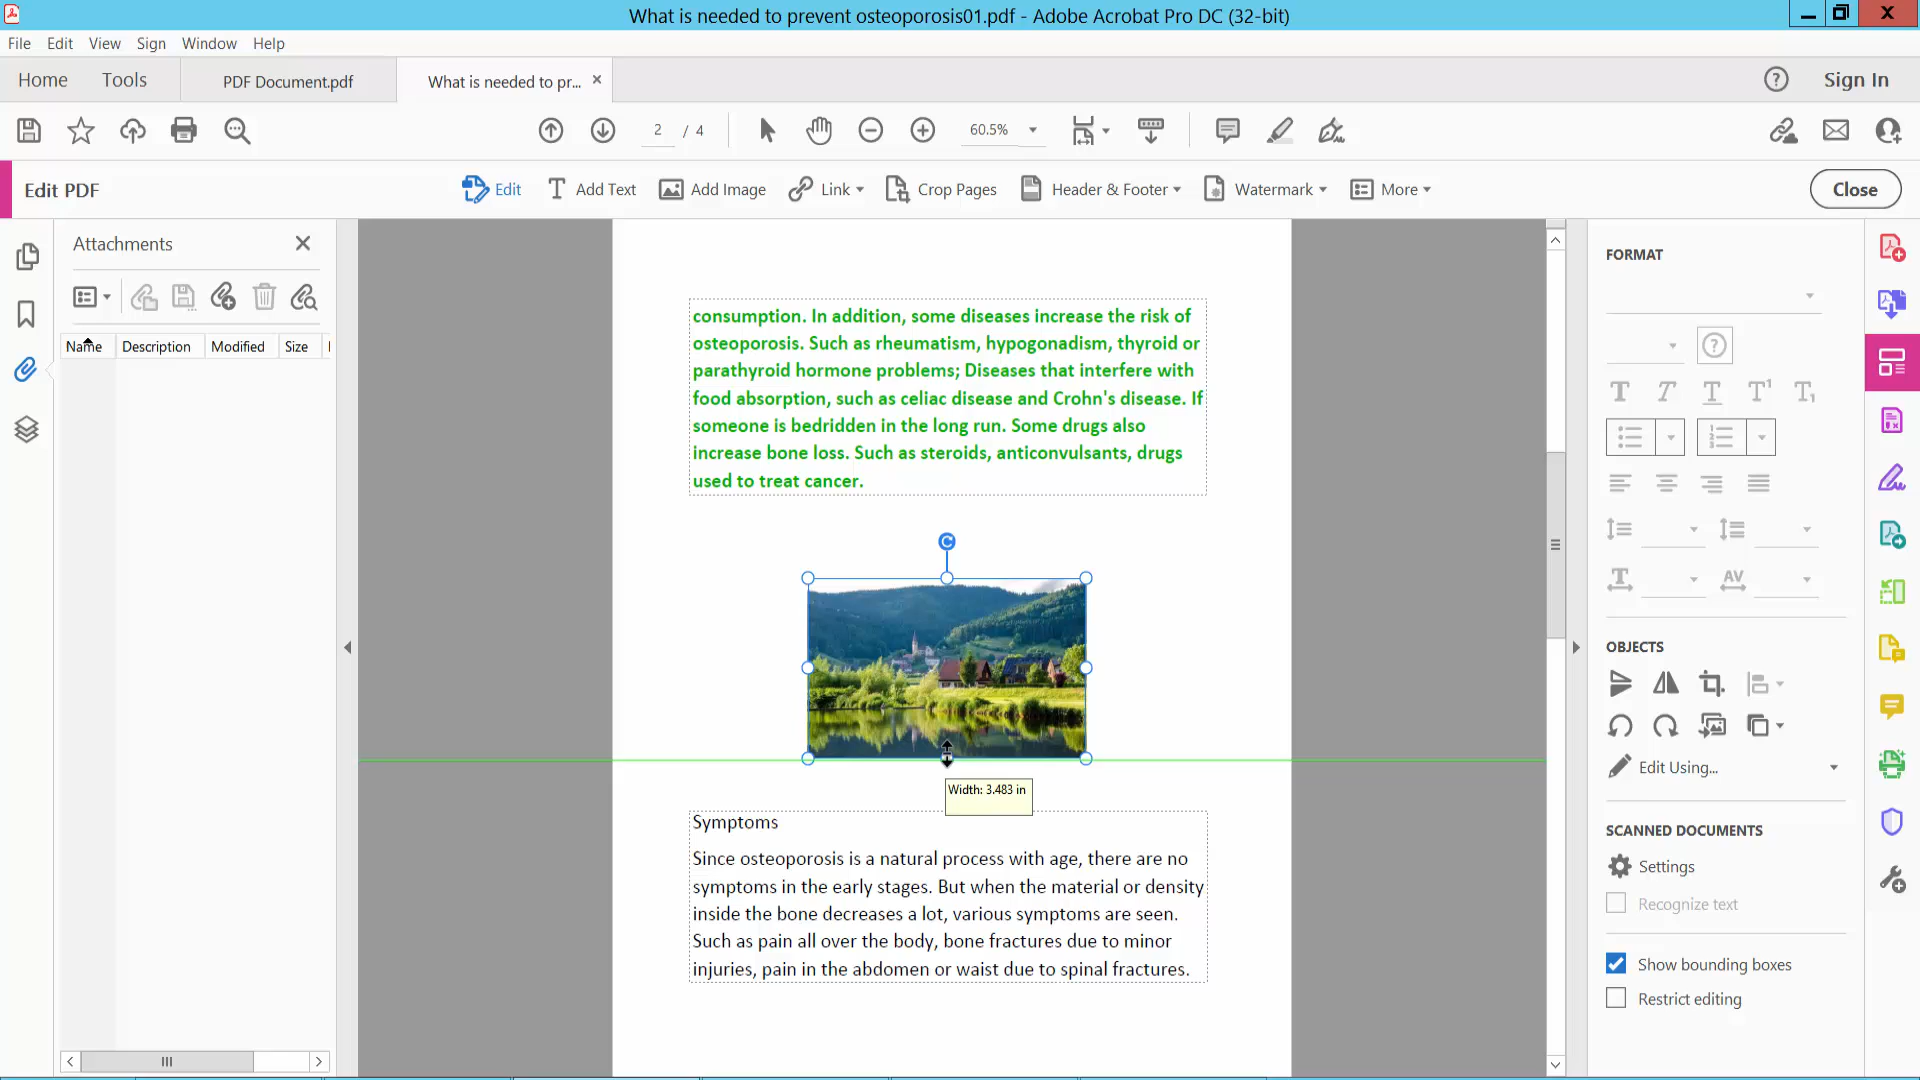 What is needed to prevent osteoporosis01.pdf - Adobe Acrobat Pro DC (32-bit)
File Edit View Sign Window Help
Home Tools PDF Document.pdf What is needed to pr... Sign In
2 / 4 60.5%
Edit PDF Edit Add Text Add Image Link Crop Pages Header & Footer Watermark More Close
Attachments
Name Description Modified Size
consumption. In addition, some diseases increase the risk of
osteoporosis. Such as rheumatism, hypogonadism, thyroid or
parathyroid hormone problems; Diseases that interfere with
food absorption, such as celiac disease and Crohn's disease. If
someone is bedridden in the long run. Some drugs also
increase bone loss. Such as steroids, anticonvulsants, drugs
used to treat cancer.
Width: 3.483 in
Symptoms
Since osteoporosis is a natural process with age, there are no
symptoms in the early stages. But when the material or density
inside the bone decreases a lot, various symptoms are seen.
Such as pain all over the body, bone fractures due to minor
injuries, pain in the abdomen or waist due to spinal fractures.
FORMAT
OBJECTS
Edit Using...
SCANNED DOCUMENTS
Settings
Recognize text
Show bounding boxes
Restrict editing